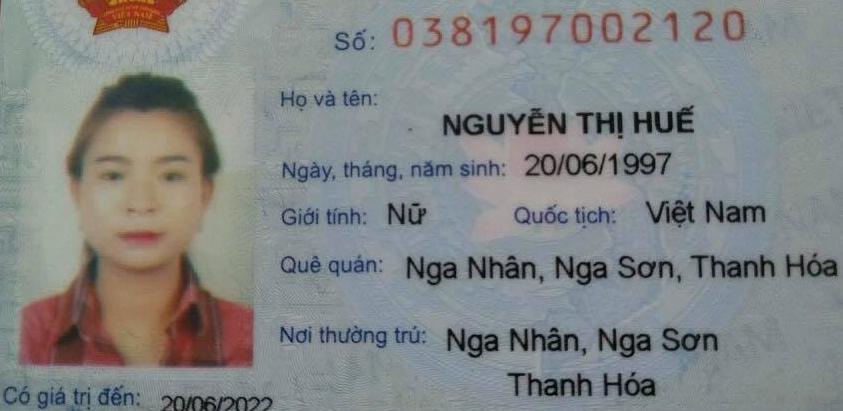 VIỆT NAM
Số: 038197002120
Họ và tên:
NGUYỄN THỊ HUẾ
Ngày, tháng, năm sinh: 20/06/1997
Giới tính: Nữ Quốc tịch: Việt Nam
Quê quán: Nga Nhân, Nga Sơn, Thanh Hóa
Nơi thường trú: Nga Nhân, Nga Sơn
Thanh Hóa
Có giá trị đến: 20/06/2022